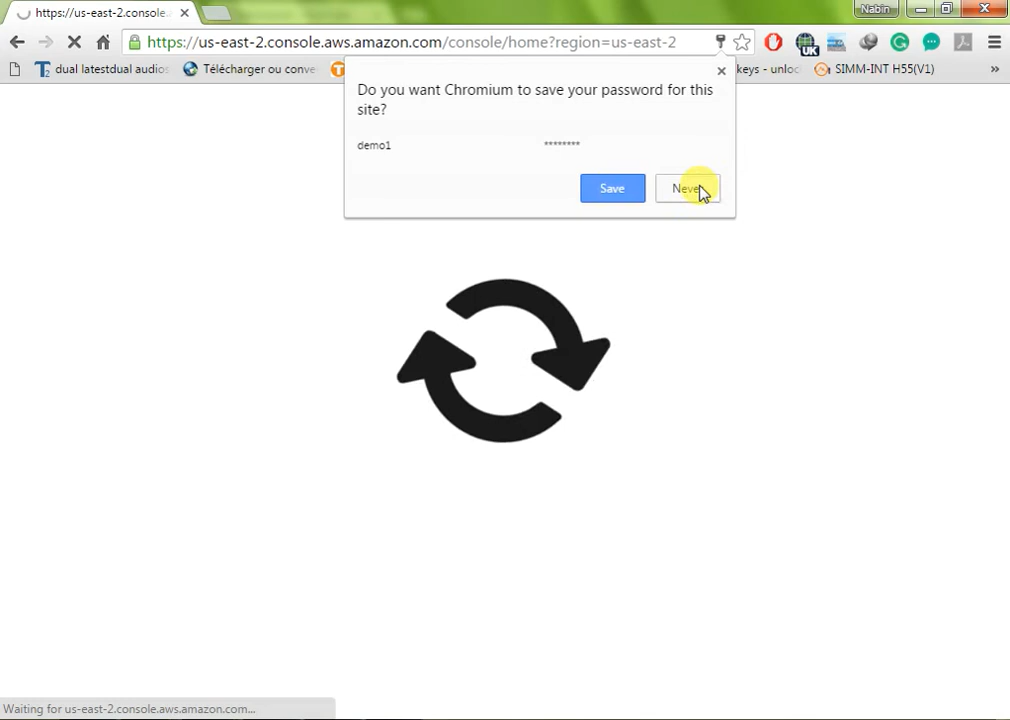 https://us-east-2.console.
Nabin
https://us-east-2.console.aws.amazon.com/console/home?region=us-east-2
UK
dual latestdual audio
Télécharger ou conve
keys - unloc
SIMM-INT H55(V1)
Do you want Chromium to save your password for this
site?
demo1 ********
Save Neve
Waiting for us-east-2.console.aws.amazon.com...